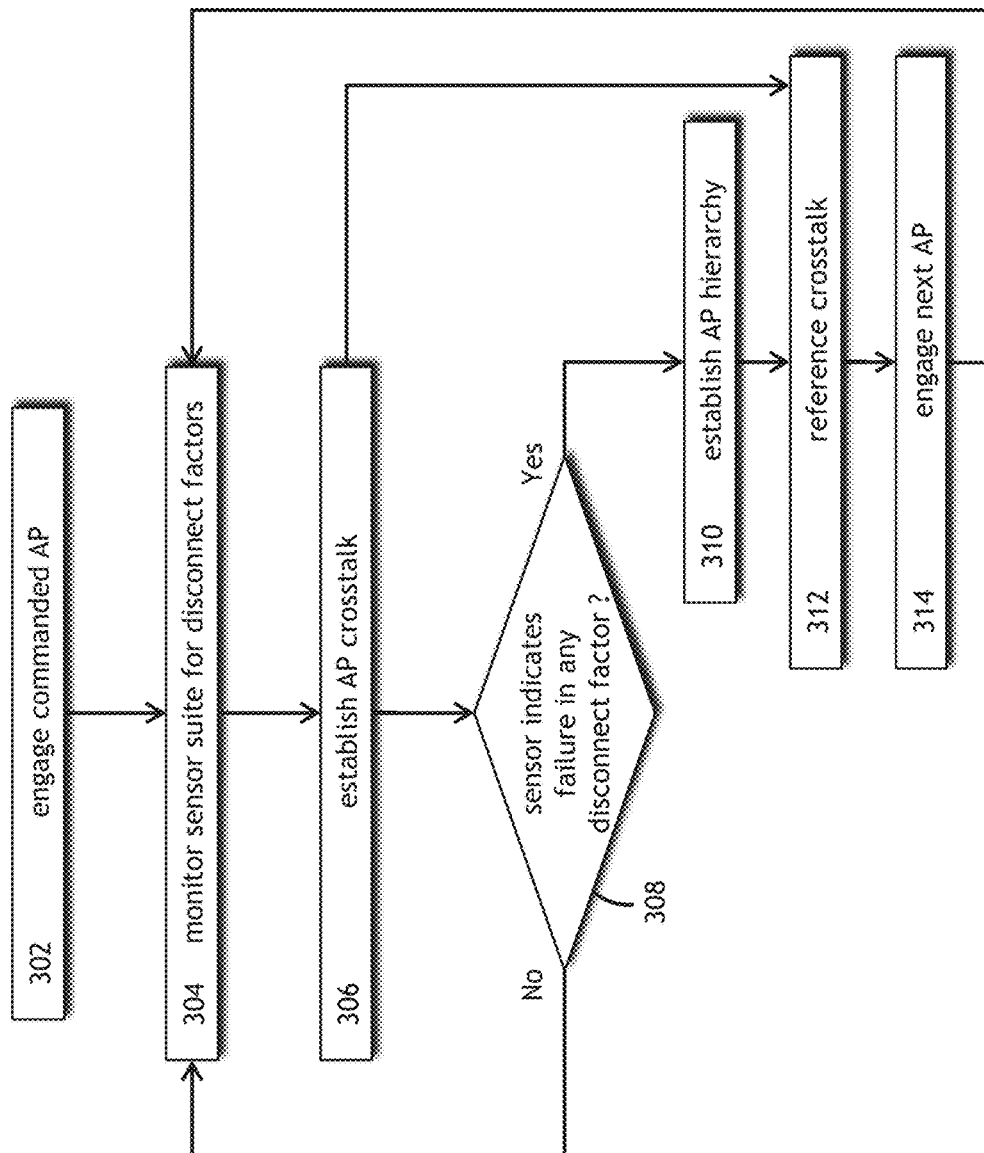 302 engage commanded AP
304 monitor sensor suite for disconnect factors
306 establish AP crosstalk
sensor indicates
failure in any
disconnect factor ?
308
No
Yes
310 establish AP hierarchy
312 reference crosstalk
314 engage next AP